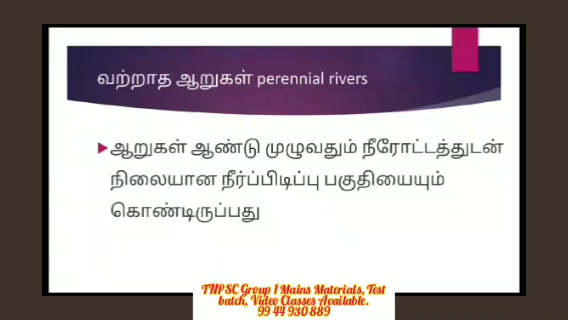 வற்றாத ஆறுகள் perennial rivers
ஆறுகள் ஆண்டு முழுவதும் நீரோட்டத்துடன்
நிலையான நீர்ப்பிடிப்பு பகுதியையும்
கொண்டிருப்பது
TNPSC Group 1 Mains Materials, Test
batch, Video Classes Available.
99 44 930 889